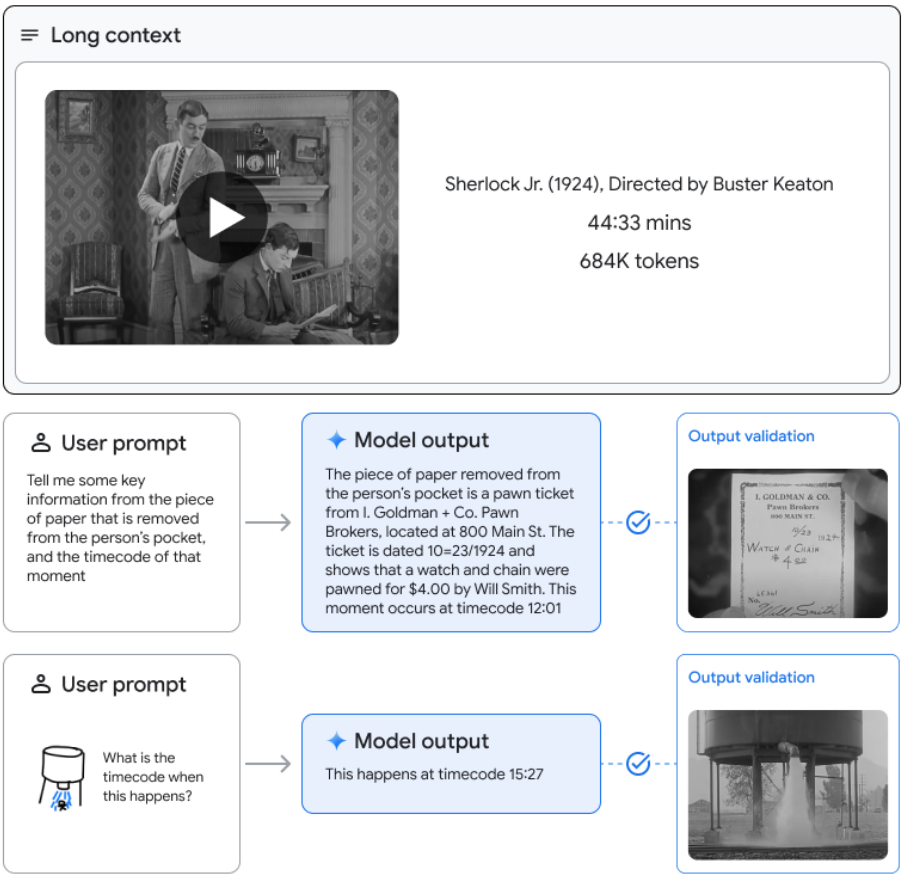 Long context
Sherlock Jr. (1924), Directed by Buster Keaton
44:33 mins
684K tokens
User prompt
Tell me some key
information from the piece
of paper that is removed
from the person's pocket,
and the timecode of that
moment
Model output
The piece of paper removed from
the person's pocket is a pawn ticket
from I. Goldman + Co. Pawn
Brokers, located at 800 Main St. The
ticket is dated 10=23/1924 and
shows that a watch and chain were
pawned for $4.00 by Will Smith. This
moment occurs at timecode 12:01
Output validation
I. GOLDMAN & CO.
Pawn Brokers
800 MAIN ST.
1924
WATCH & CHAIN
$4.00
No.
Will Smith
User prompt
What is the
timecode when
this happens?
Model output
This happens at timecode 15:27
Output validation